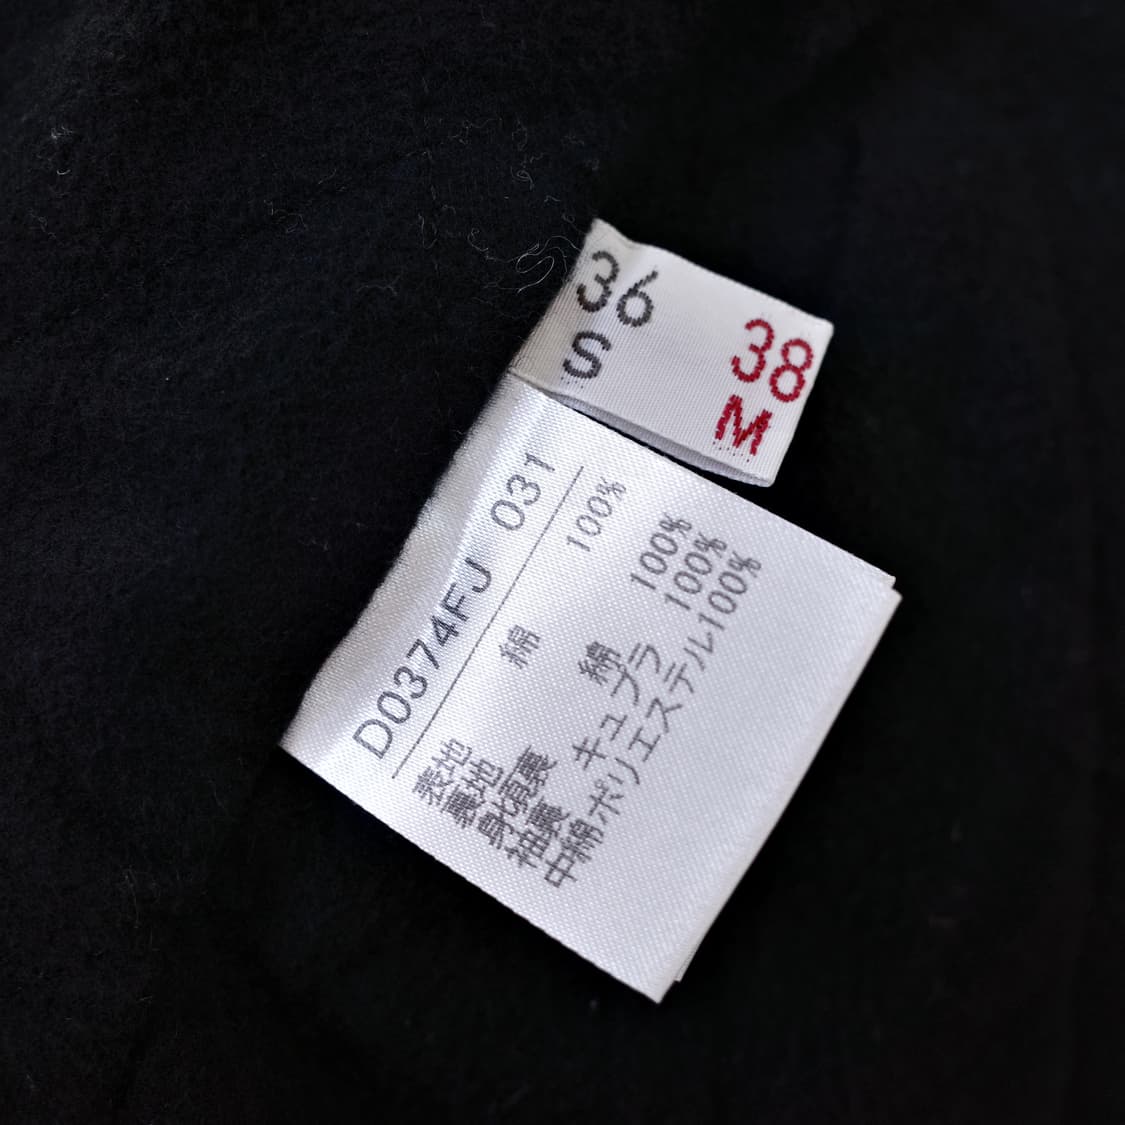 36
S
38
M
D0374FJ 031
表地 綿 100%
裏地
身頃裏 綿 100%
袖裏 キュプラ 100%
中綿 ポリエステル100%